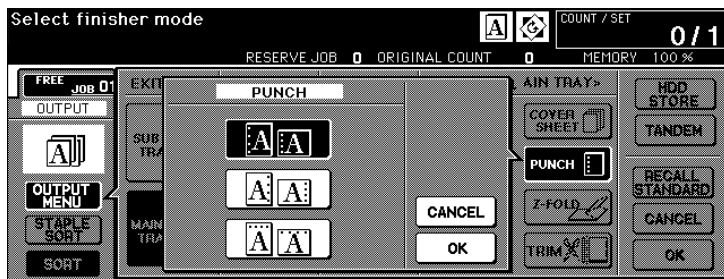 Select finisher mode
COUNT / SET
0 / 1
RESERVE JOB 0 ORIGINAL COUNT 0 MEMORY 100 %
FREE JOB 01
OUTPUT
A
OUTPUT MENU
STAPLE SORT
SORT
EXIT
SUB TRA
MAIN TRA
PUNCH
A A
A A
A A
CANCEL
OK
AIN TRAY»
COVER SHEET
PUNCH
Z-FOLD
TRIM
HDD STORE
TANDEM
RECALL STANDARD
CANCEL
OK